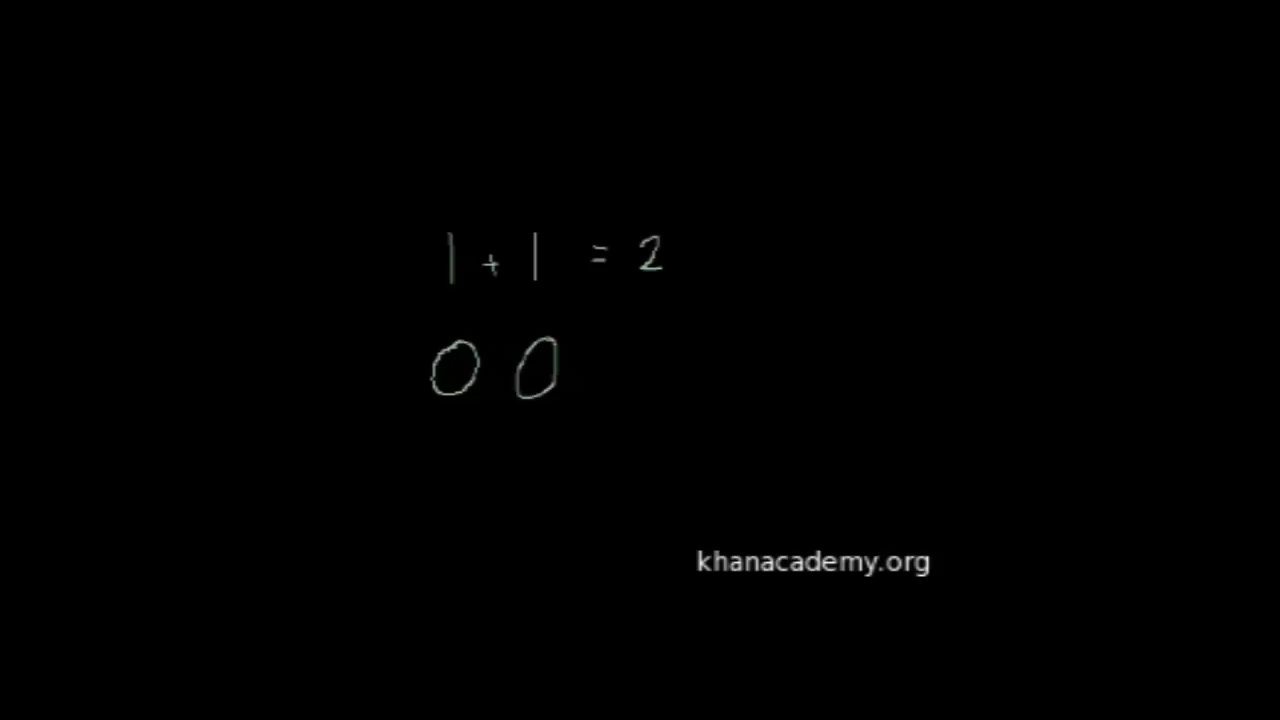 1 + 1 = 2
khanacademy.org